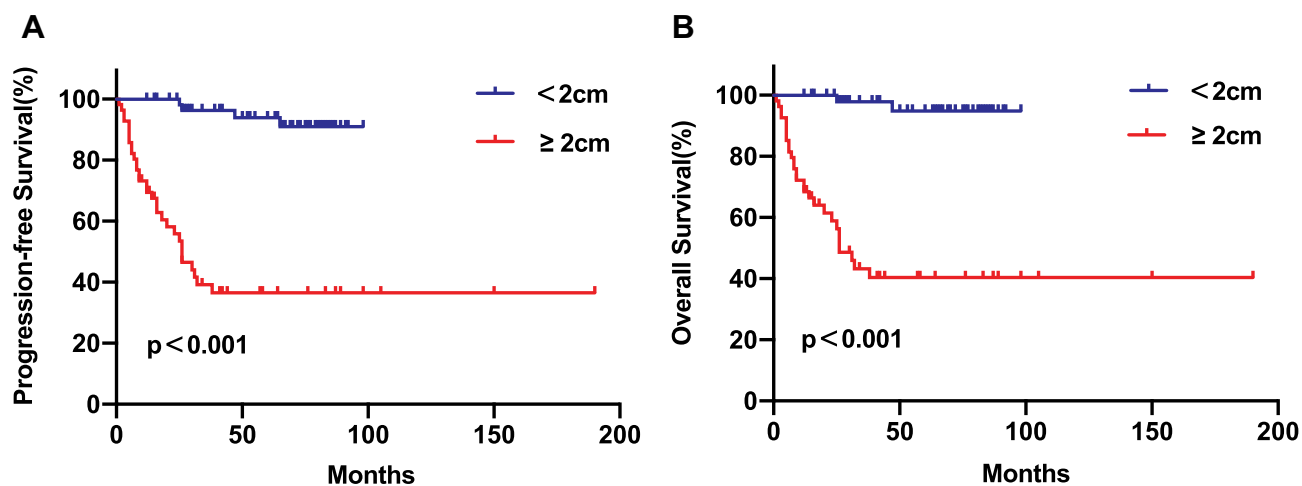 A
Progression-free Survival(%)
100
80
60
40
20
0
0 50 100 150 200
Months
<2cm
≥2cm
p<0.001
B
Overall Survival(%)
100
80
60
40
20
0
0 50 100 150 200
Months
<2cm
≥2cm
p<0.001